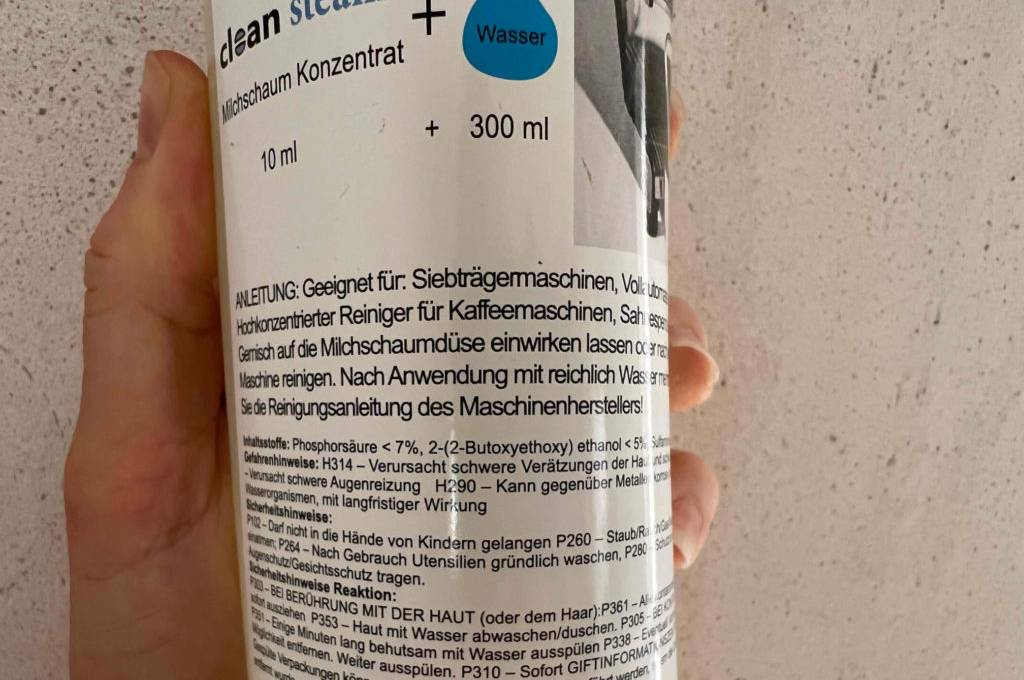 clean steam
+
Wasser
Milchschaum Konzentrat
10 ml
+ 300 ml
ANLEITUNG: Geeignet für: Siebträgermaschinen,
Hochkonzentrierter Reiniger für Kaffeemaschinen,
Gemisch auf die Milchschaumdüse einwirken lassen oder
Maschine reinigen. Nach Anwendung mit reichlich Wasser
Sie die Reinigungsanleitung des Maschinenherstellers!
Inhaltsstoffe: Phosphorsäure < 7%, 2-(2-Butoxyethoxy) ethanol < 5%,
Gefahrenhinweise: H314 – Verursacht schwere Verätzungen der Haut und
- Verursacht schwere Augenreizung H290 – Kann gegenüber Metallen
Wasserorganismen, mit langfristiger Wirkung
Sicherheitshinweise:
P102 – Darf nicht in die Hände von Kindern gelangen P260 –
einatmen; P264 – Nach Gebrauch Utensilien gründlich waschen, P280 –
Augenschutz/Gesichtsschutz tragen.
Sicherheitshinweise Reaktion:
P303 – BEI BERÜHRUNG MIT DER HAUT (oder dem Haar):P361 –
sofort ausziehen P353 – Haut mit Wasser abwaschen/duschen. P305 –
P351 – Einige Minuten lang behutsam mit Wasser ausspülen P338 –
Möglichkeit entfernen. Weiter ausspülen. P310 – Sofort
Gespülte Verpackungen